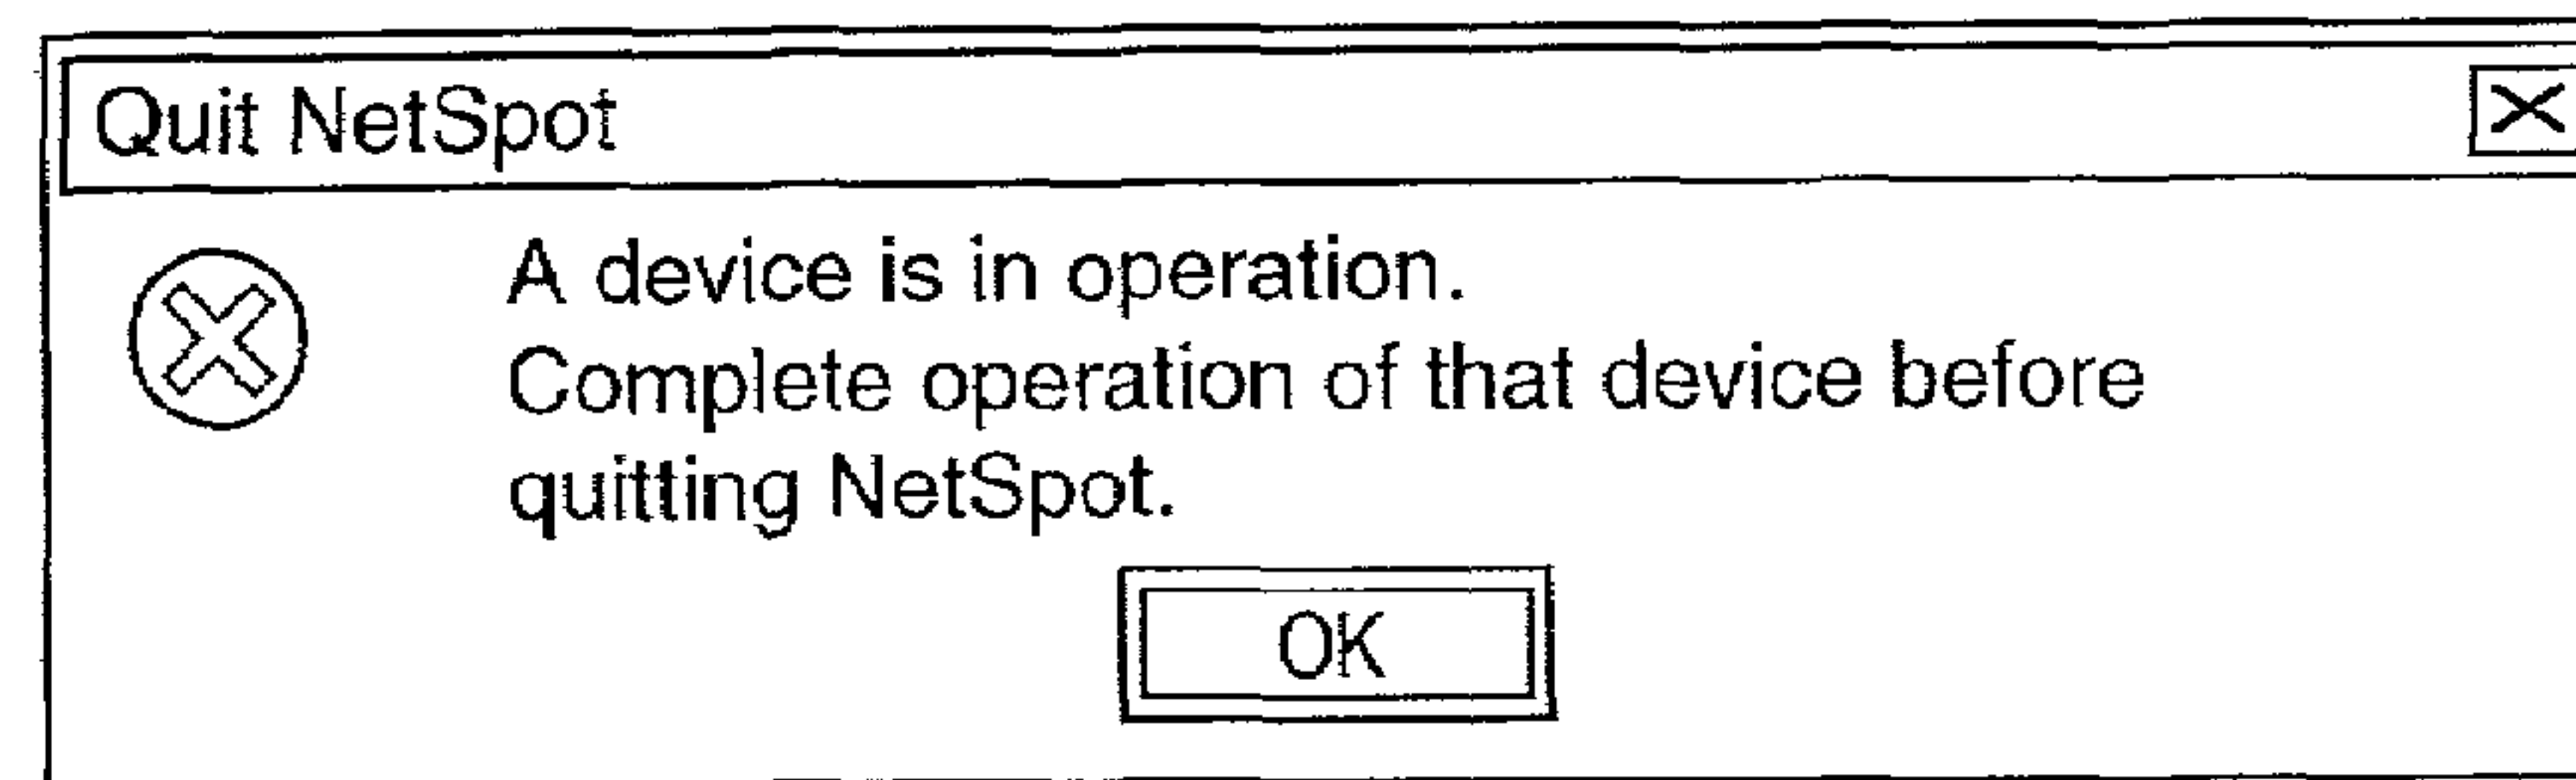 Quit NetSpot
A device is in operation.
Complete operation of that device before
quitting NetSpot.
OK